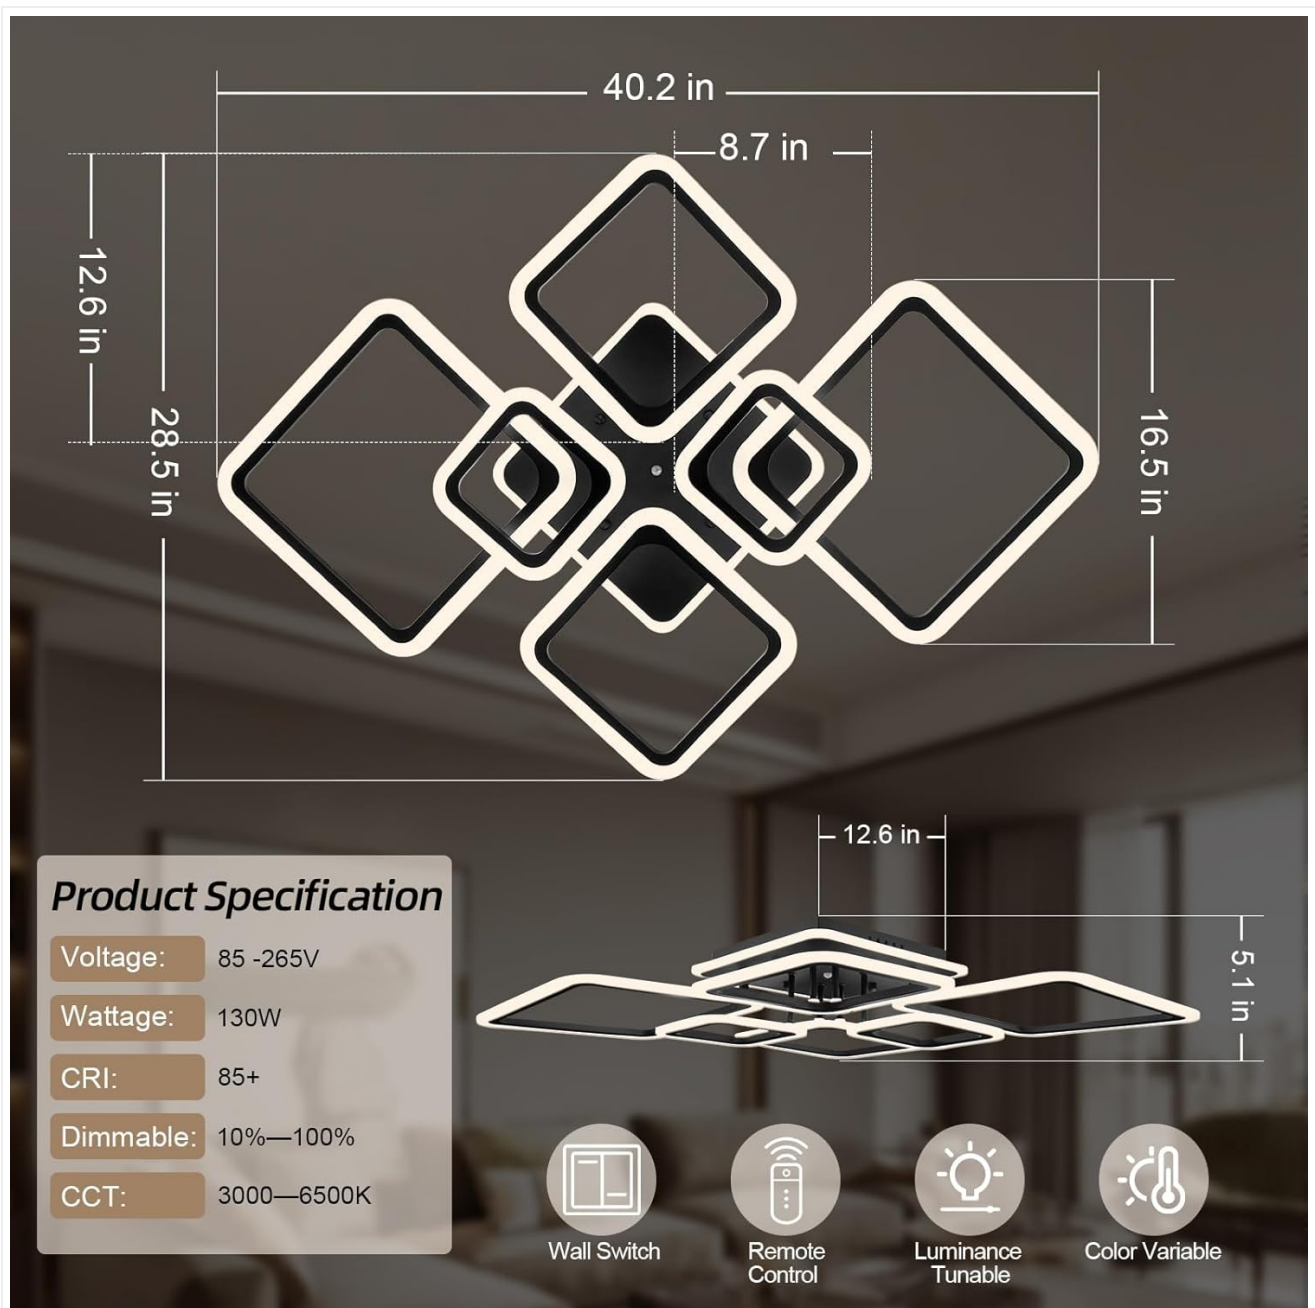 40.2 in
8.7 in
12.6 in
28.5 in
16.5 in
12.6 in
5.1 in
Product Specification
Voltage: 85 -265V
Wattage: 130W
CRI: 85+
Dimmable: 10%—100%
CCT: 3000—6500K
Wall Switch
Remote
Control
Luminance
Tunable
Color Variable